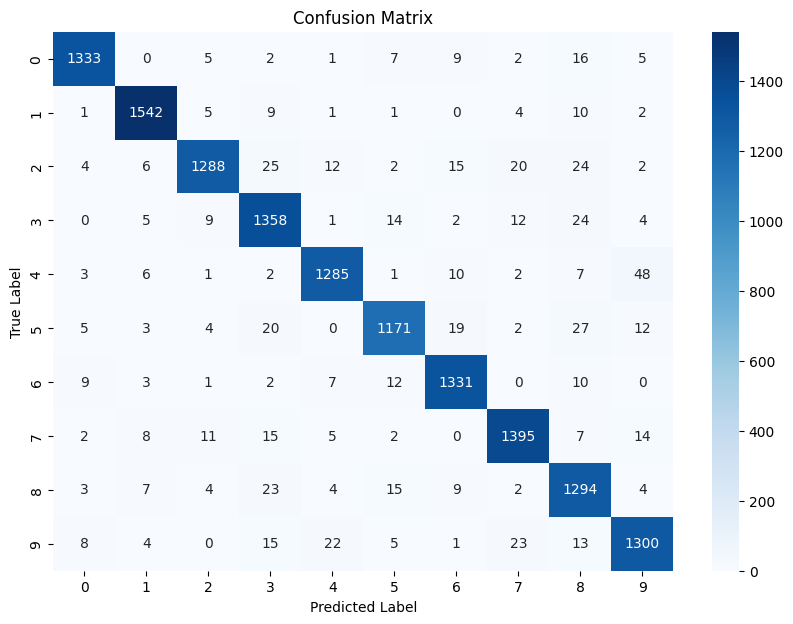 Confusion Matrix
0 1333 0 5 2 1 7 9 2 16 5
1 1 1542 5 9 1 1 0 4 10 2
2 4 6 1288 25 12 2 15 20 24 2
3 0 5 9 1358 1 14 2 12 24 4
4 3 6 1 2 1285 1 10 2 7 48
5 5 3 4 20 0 1171 19 2 27 12
6 9 3 1 2 7 12 1331 0 10 0
7 2 8 11 15 5 2 0 1395 7 14
8 3 7 4 23 4 15 9 2 1294 4
9 8 4 0 15 22 5 1 23 13 1300
0 1 2 3 4 5 6 7 8 9
Predicted Label
True Label
1400
1200
1000
800
600
400
200
0